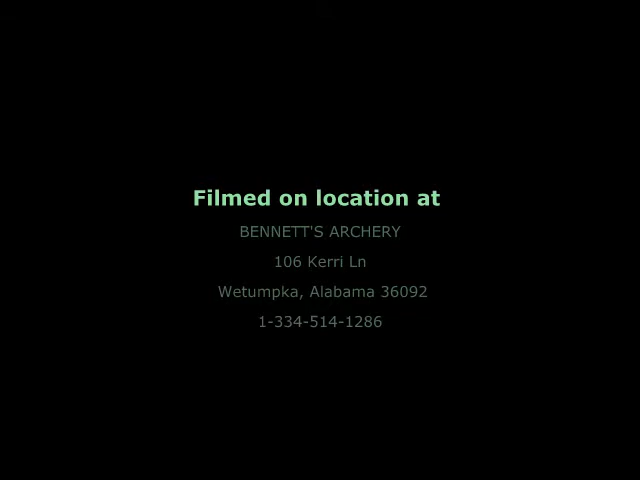 Filmed on location at
BENNETT'S ARCHERY
106 Kerri Ln
Wetumpka, Alabama 36092
1-334-514-1286